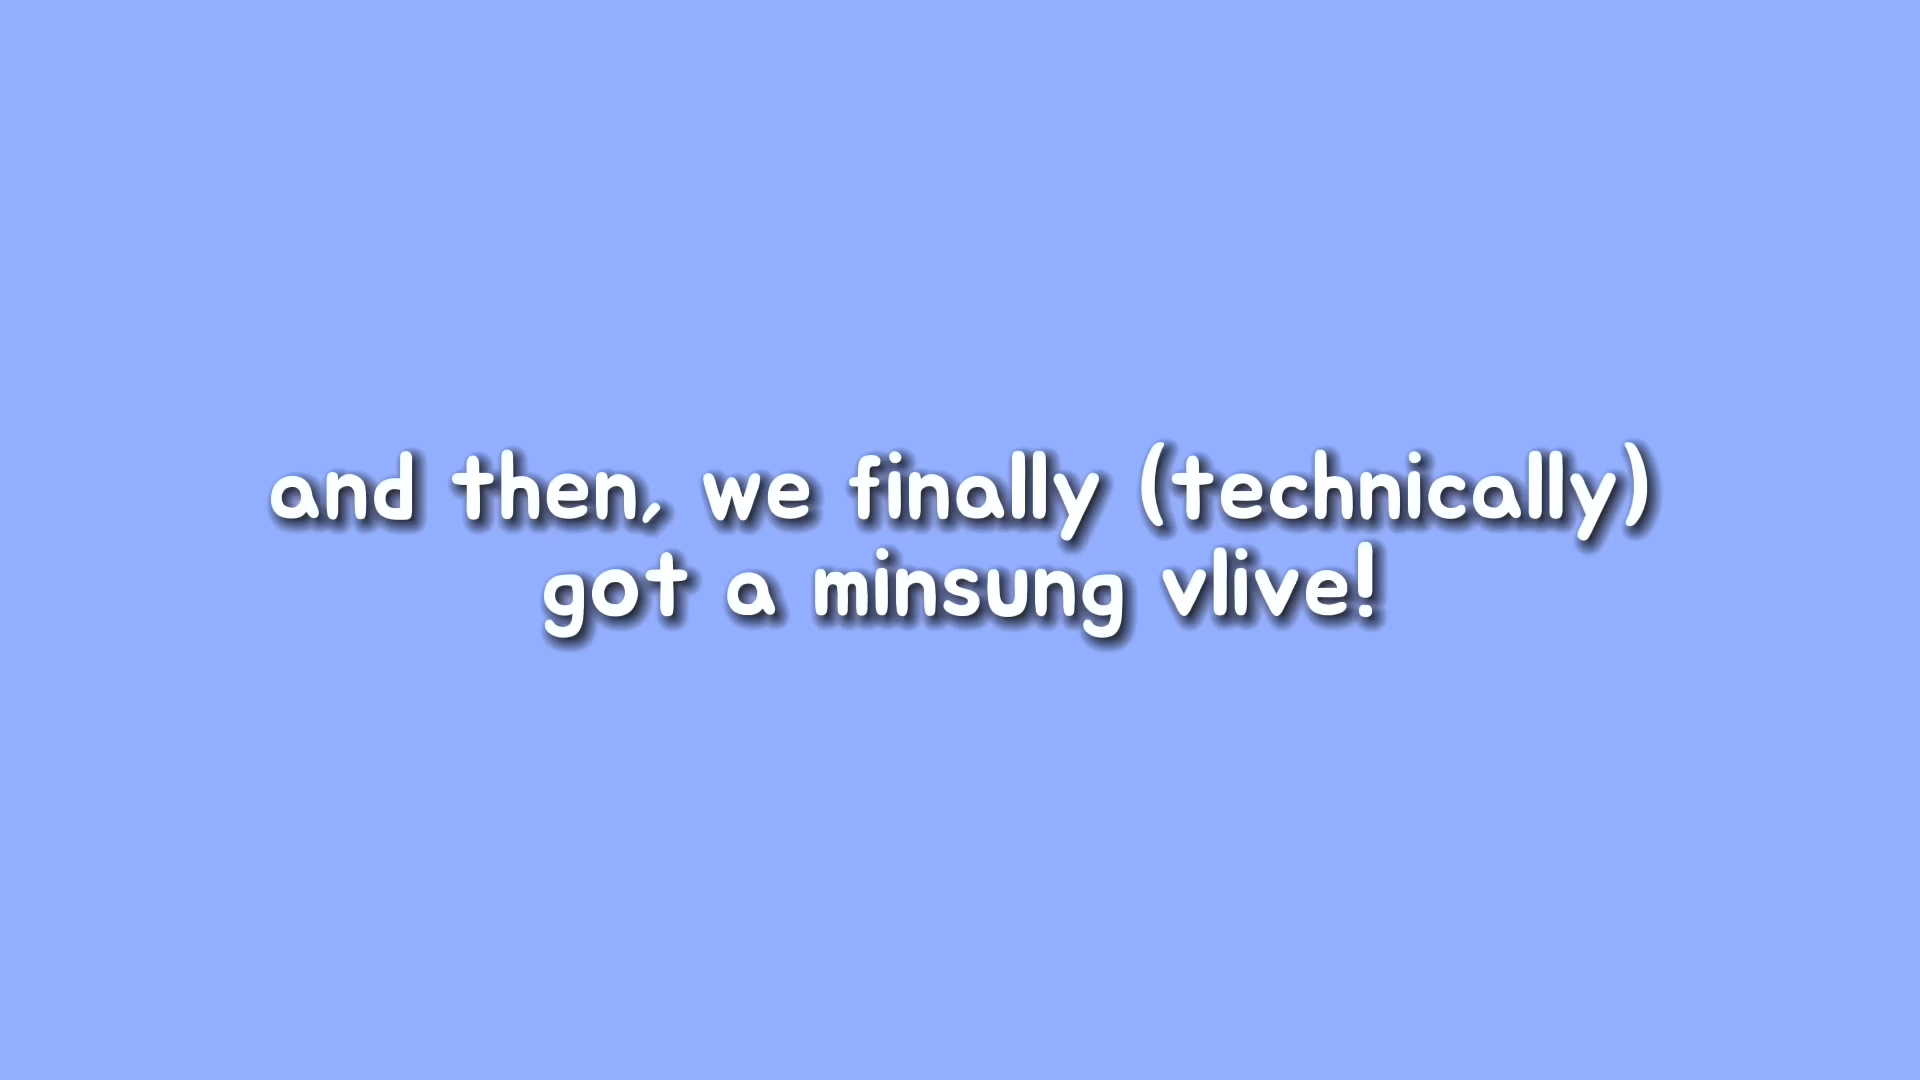 and then, we finally (technically)
got a minsung vlive!